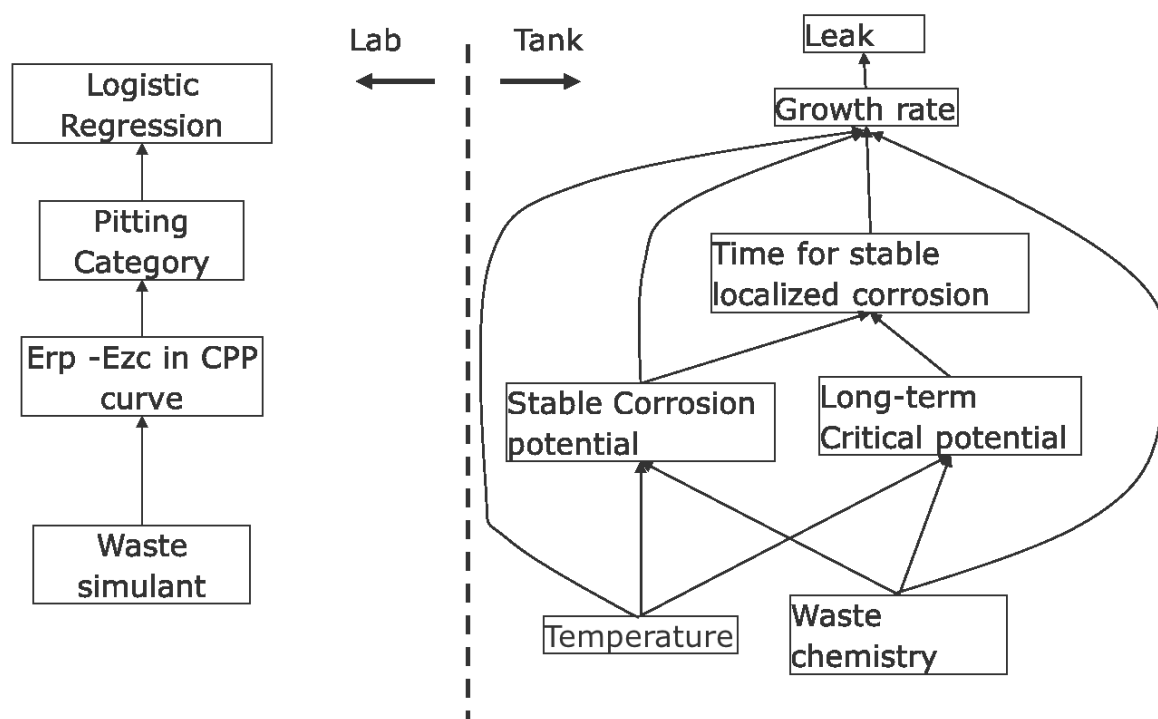 Lab
Tank
Logistic
Regression
Pitting
Category
Erp -Ezc in CPP
curve
Waste
simulant
Leak
Growth rate
Time for stable
localized corrosion
Stable Corrosion
potential
Long-term
Critical potential
Temperature
Waste
chemistry